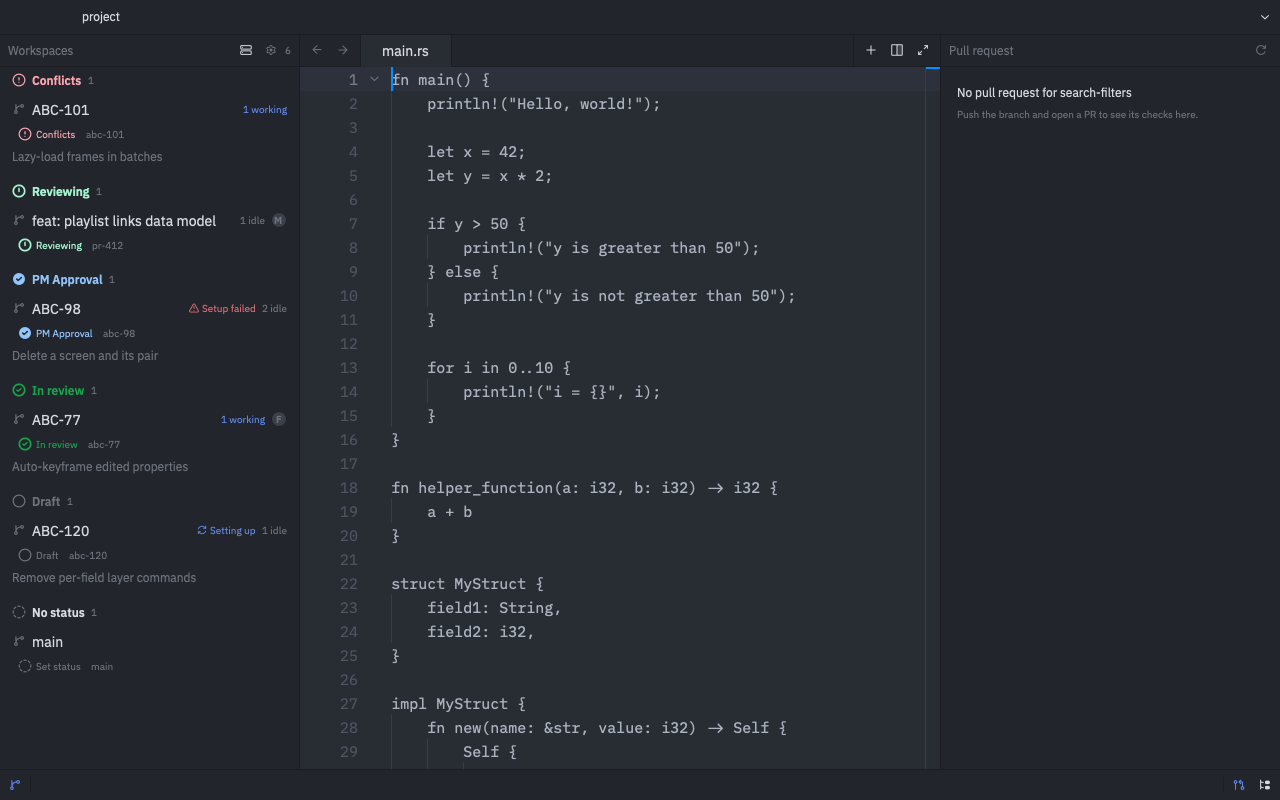 project
Workspaces
6
Conflicts 1
ABC-101 1 working
Conflicts abc-101
Lazy-load frames in batches
Reviewing 1
feat: playlist links data model 1 idle M
Reviewing pr-412
PM Approval 1
ABC-98 Setup failed 2 idle
PM Approval abc-98
Delete a screen and its pair
In review 1
ABC-77 1 working F
In review abc-77
Auto-keyframe edited properties
Draft 1
ABC-120 Setting up 1 idle
Draft abc-120
Remove per-field layer commands
No status 1
main
Set status main
main.rs
1 fn main() {
2 println!("Hello, world!");
3
4 let x = 42;
5 let y = x * 2;
6
7 if y > 50 {
8 println!("y is greater than 50");
9 } else {
10 println!("y is not greater than 50");
11 }
12
13 for i in 0..10 {
14 println!("i = {}", i);
15 }
16 }
17
18 fn helper_function(a: i32, b: i32) -> i32 {
19 a + b
20 }
21
22 struct MyStruct {
23 field1: String,
24 field2: i32,
25 }
26
27 impl MyStruct {
28 fn new(name: &str, value: i32) -> Self {
29 Self {
Pull request
No pull request for search-filters
Push the branch and open a PR to see its checks here.